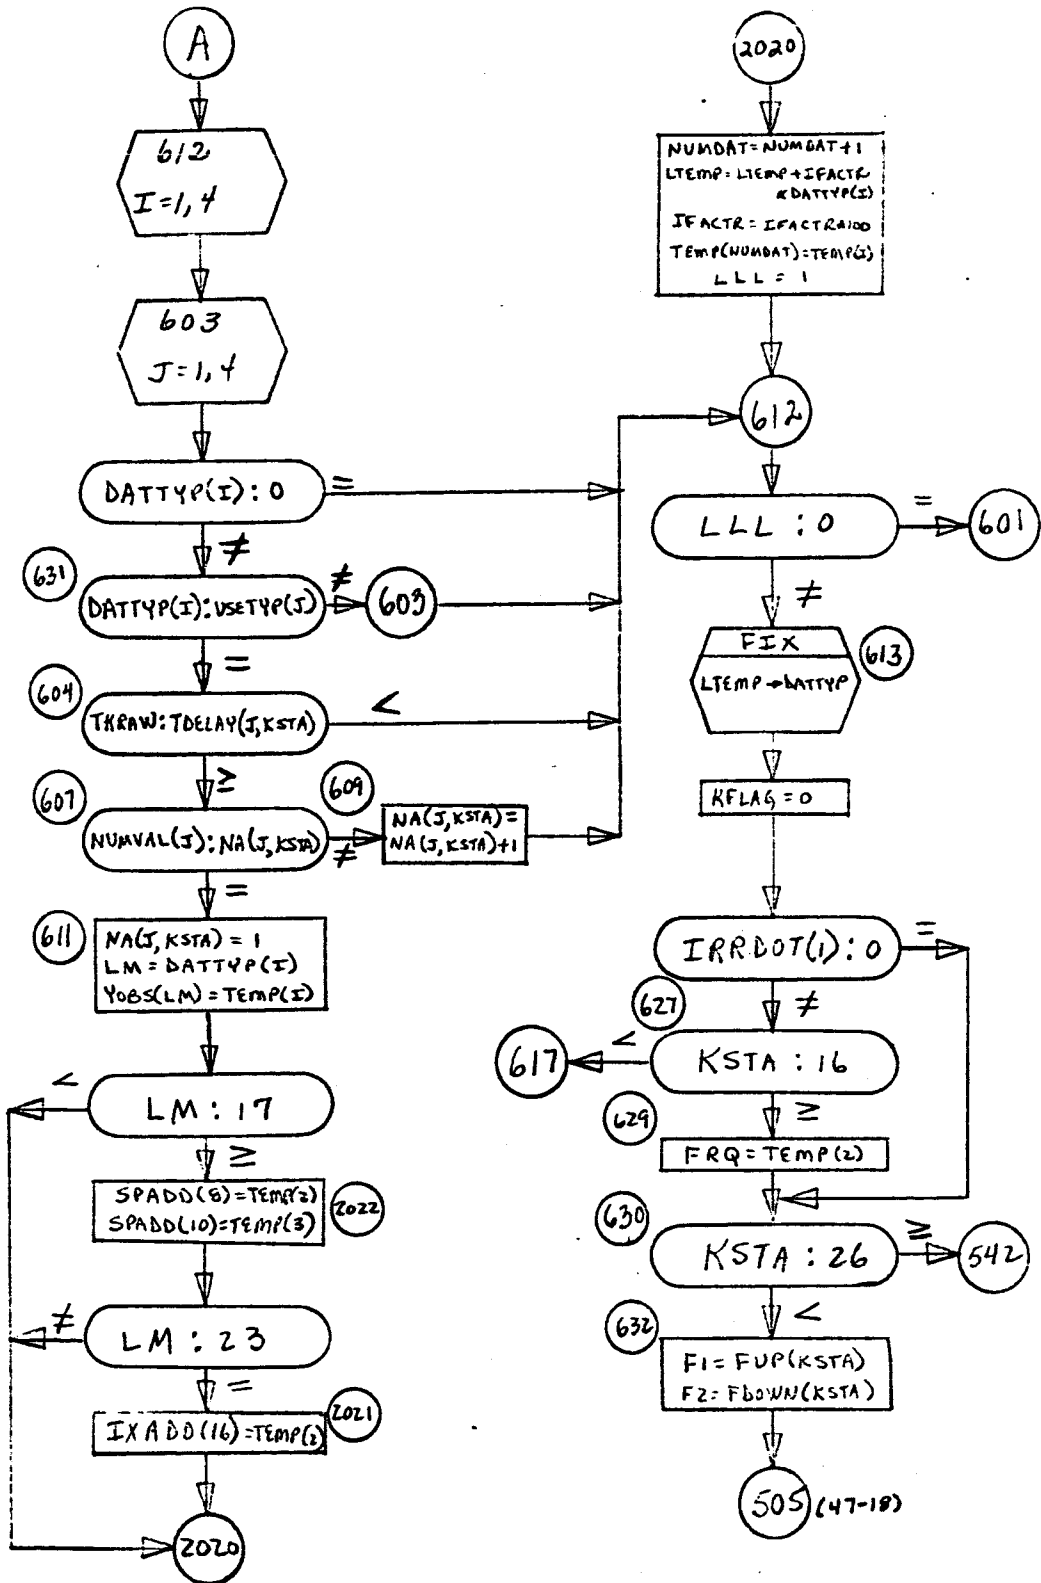 A
612
I=1,4
603
J=1,4
DATTYP(I):0
=
≠
631
DATTYP(I):USETYP(J)
≠
603
=
604
TKRAW:TDELAY(J,KSTA)
<
≥
607
NUMVAL(J):NA(J,KSTA)
≠
609
NA(J,KSTA)=
NA(J,KSTA)+1
=
611
NA(J,KSTA)=1
LM=DATTYP(I)
YOBS(LM)=TEMP(I)
LM:17
<
≥
SPADD(8)=TEMP(2)
SPADD(10)=TEMP(3)
2022
LM:23
≠
=
IXADD(16)=TEMP(2)
2021
2020
2020
NUMDAT=NUMDAT+1
LTEMP=LTEMP+IFACTR
*DATTYP(I)
IFACTR=IFACTR*100
TEMP(NUMDAT)=TEMP(I)
LLL=1
612
LLL:0
=
601
≠
FIX
613
LTEMP→DATTYP
KFLAG=0
IRRDOT(1):0
=
≠
627
KSTA:16
<
617
≥
629
FRQ=TEMP(2)
630
KSTA:26
≥
542
<
632
F1=FUP(KSTA)
F2=FDOWN(KSTA)
505 (47-18)